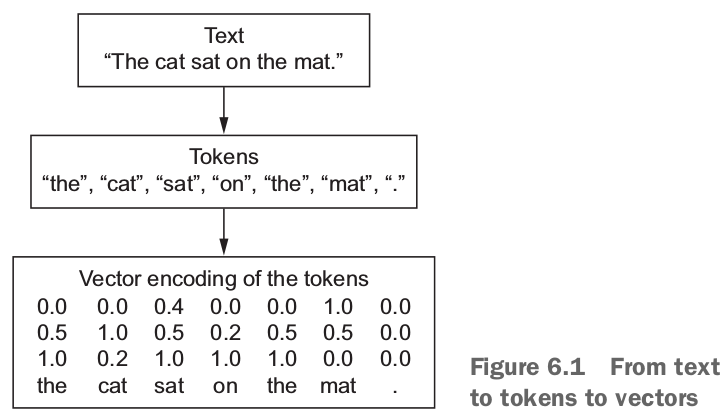 Text
“The cat sat on the mat.”
Tokens
“the”, “cat”, “sat”, “on”, “the”, “mat”, “.”
Vector encoding of the tokens
0.0 0.0 0.4 0.0 0.0 1.0 0.0
0.5 1.0 0.5 0.2 0.5 0.5 0.0
1.0 0.2 1.0 1.0 1.0 0.0 0.0
the cat sat on the mat .
Figure 6.1 From text
to tokens to vectors